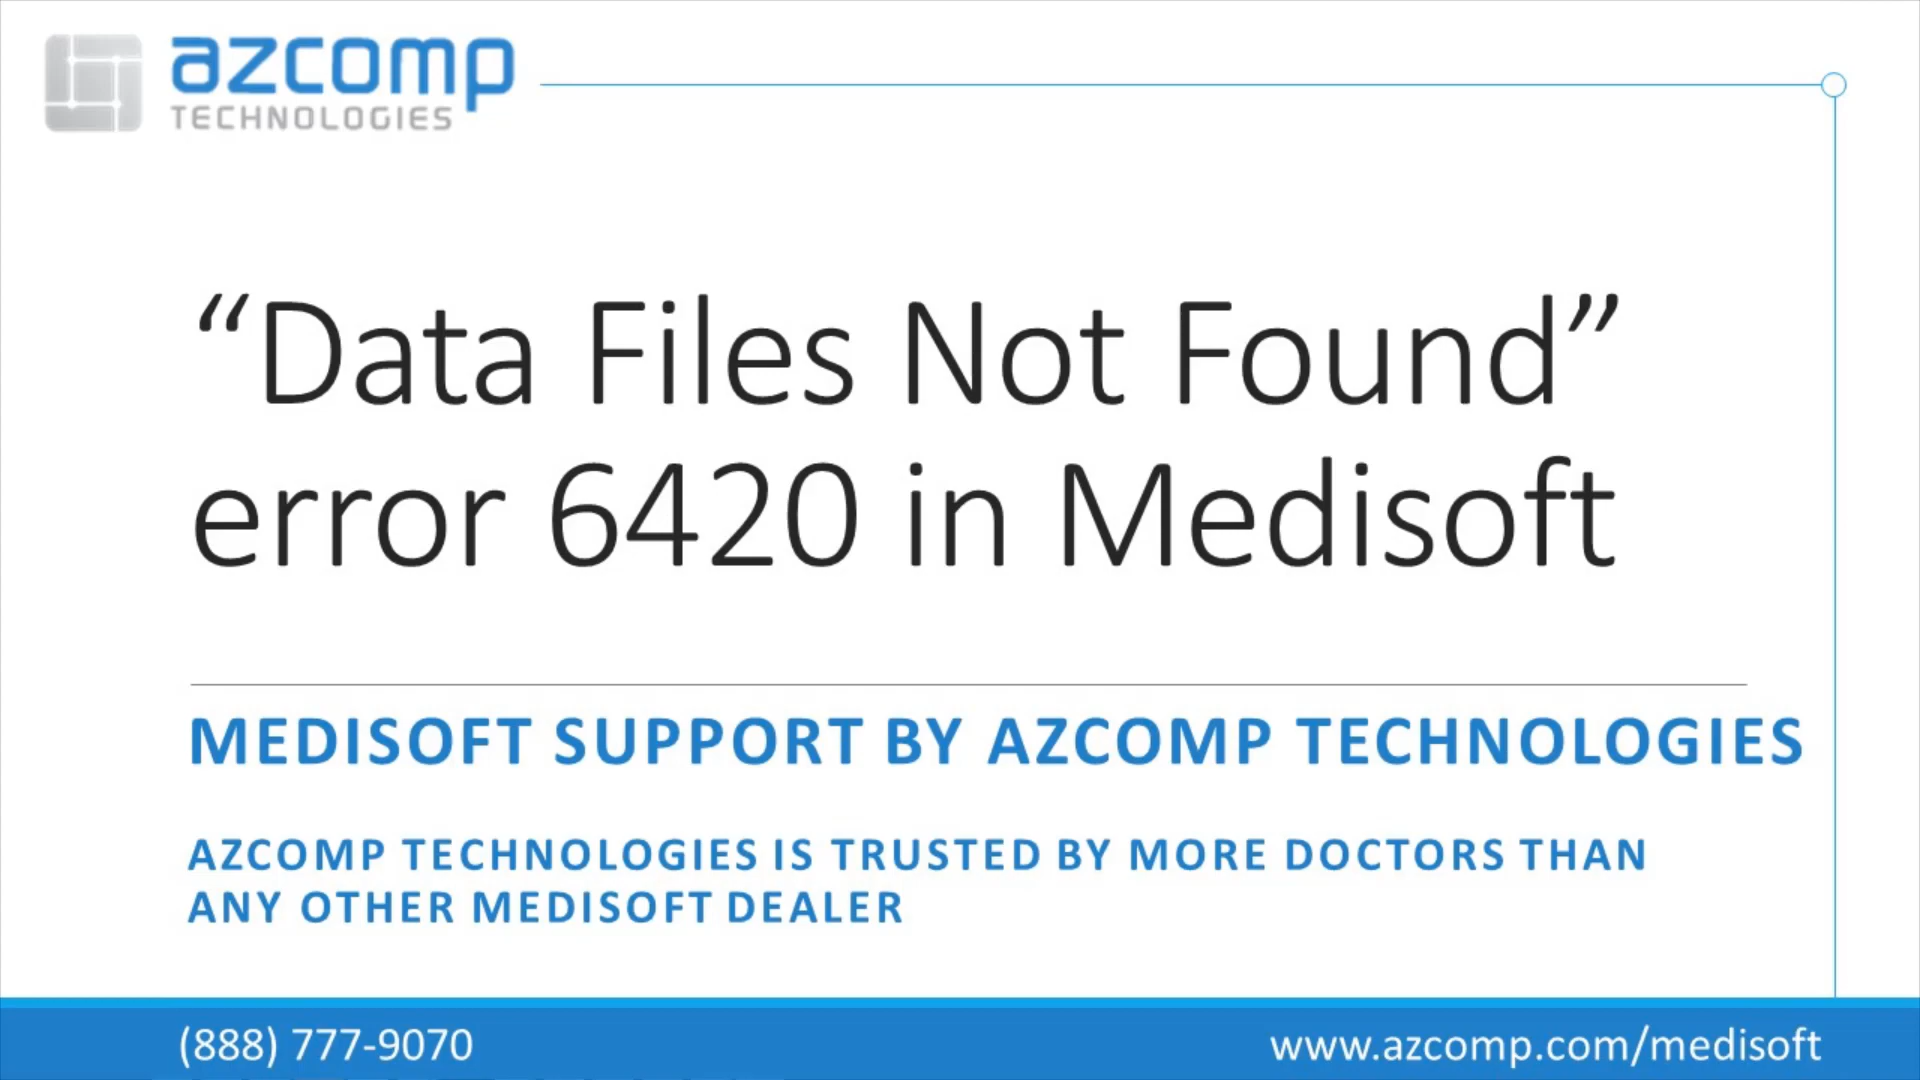 azcomp
TECHNOLOGIES
“Data Files Not Found”
error 6420 in Medisoft
MEDISOFT SUPPORT BY AZCOMP TECHNOLOGIES
AZCOMP TECHNOLOGIES IS TRUSTED BY MORE DOCTORS THAN
ANY OTHER MEDISOFT DEALER
(888) 777-9070
www.azcomp.com/medisoft